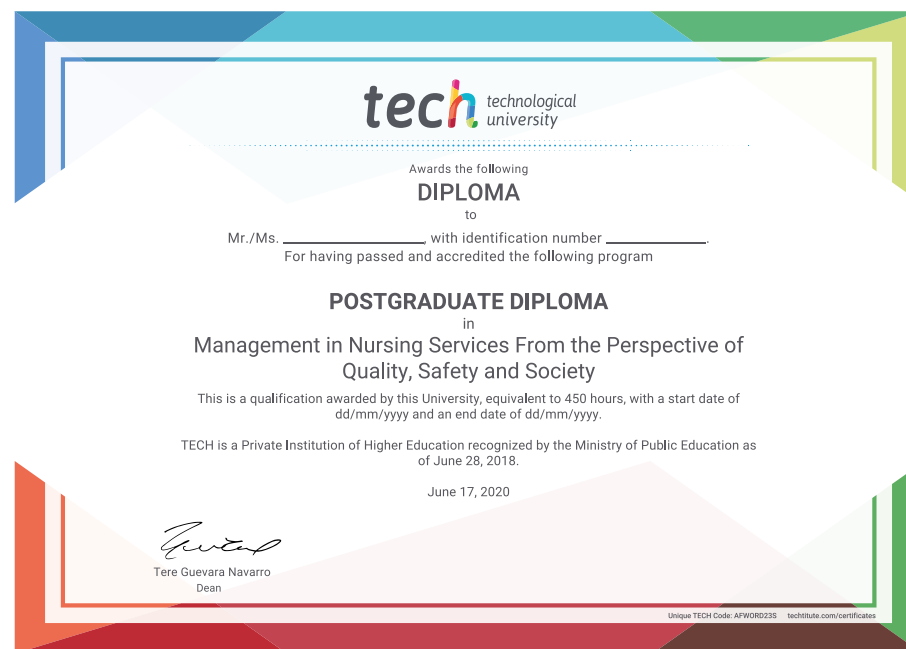 tech technological
university
Awards the following
DIPLOMA
to
Mr./Ms. ____________________, with identification number ______________.
For having passed and accredited the following program
POSTGRADUATE DIPLOMA
in
Management in Nursing Services From the Perspective of
Quality, Safety and Society
This is a qualification awarded by this University, equivalent to 450 hours, with a start date of
dd/mm/yyyy and an end date of dd/mm/yyyy.
TECH is a Private Institution of Higher Education recognized by the Ministry of Public Education as
of June 28, 2018.
June 17, 2020
Tere Guevara Navarro
Dean
Unique TECH Code: AFWORD23S techtitute.com/certificates